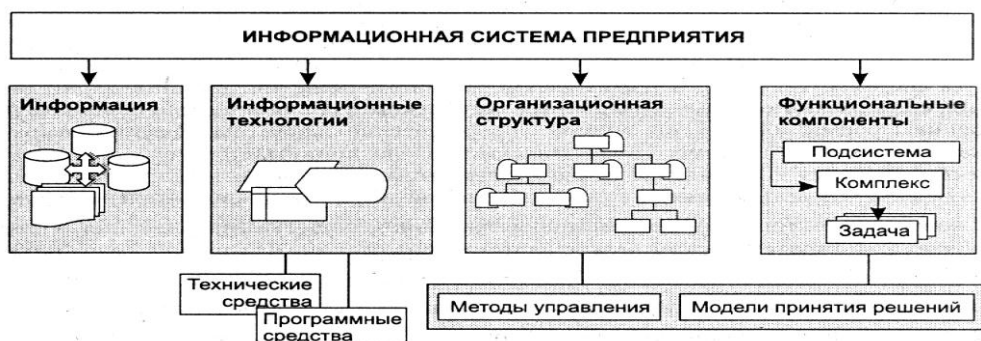 ИНФОРМАЦИОННАЯ СИСТЕМА ПРЕДПРИЯТИЯ
Информация
Информационные
технологии
Организационная
структура
Функциональные
компоненты
Подсистема
Комплекс
Задача
Технические
средства
Программные
средства
Методы управления
Модели принятия решений